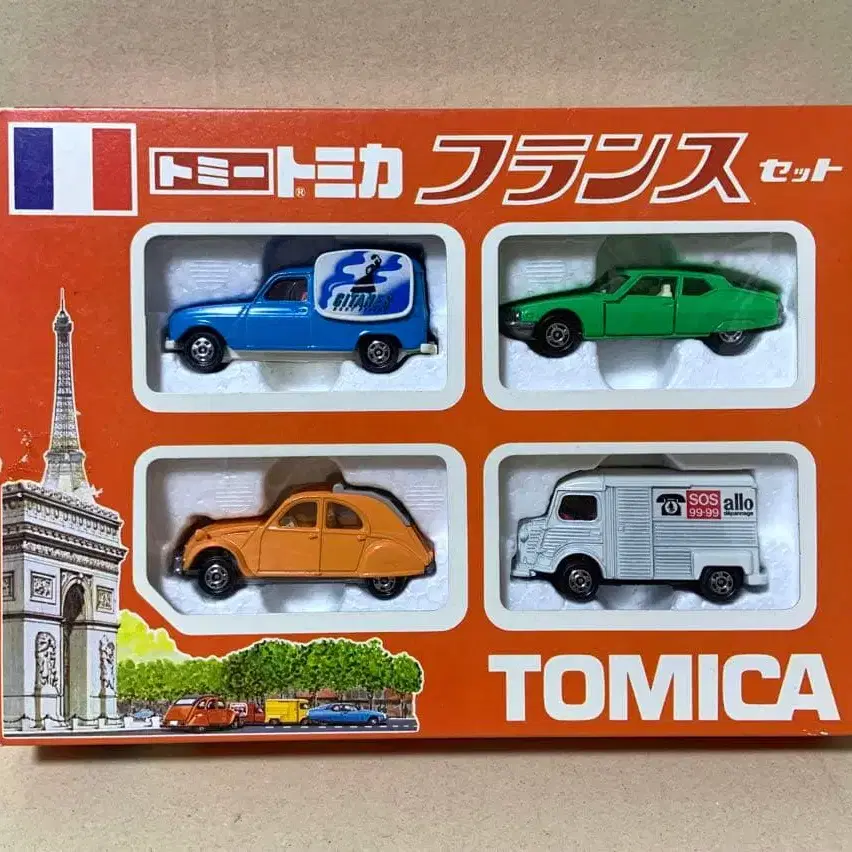 トミー トミカ® フランス セット
GITANES
SOS
99-99
allo
dépannage
TOMICA